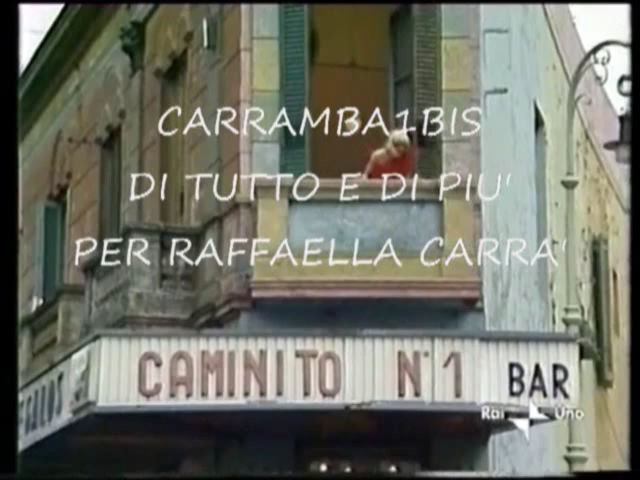 CARRAMBA1BIS
DI TUTTO E DI PIU'
PER RAFFAELLA CARRA'
CAMINITO N°1 BAR
Rai Uno